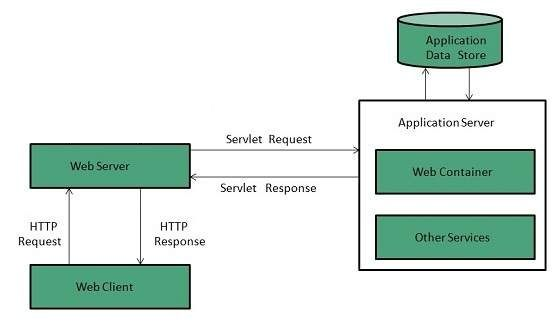 Application
Data Store
Application Server
Servlet Request
Web Server
Web Container
Servlet Response
HTTP
Request
HTTP
Response
Other Services
Web Client